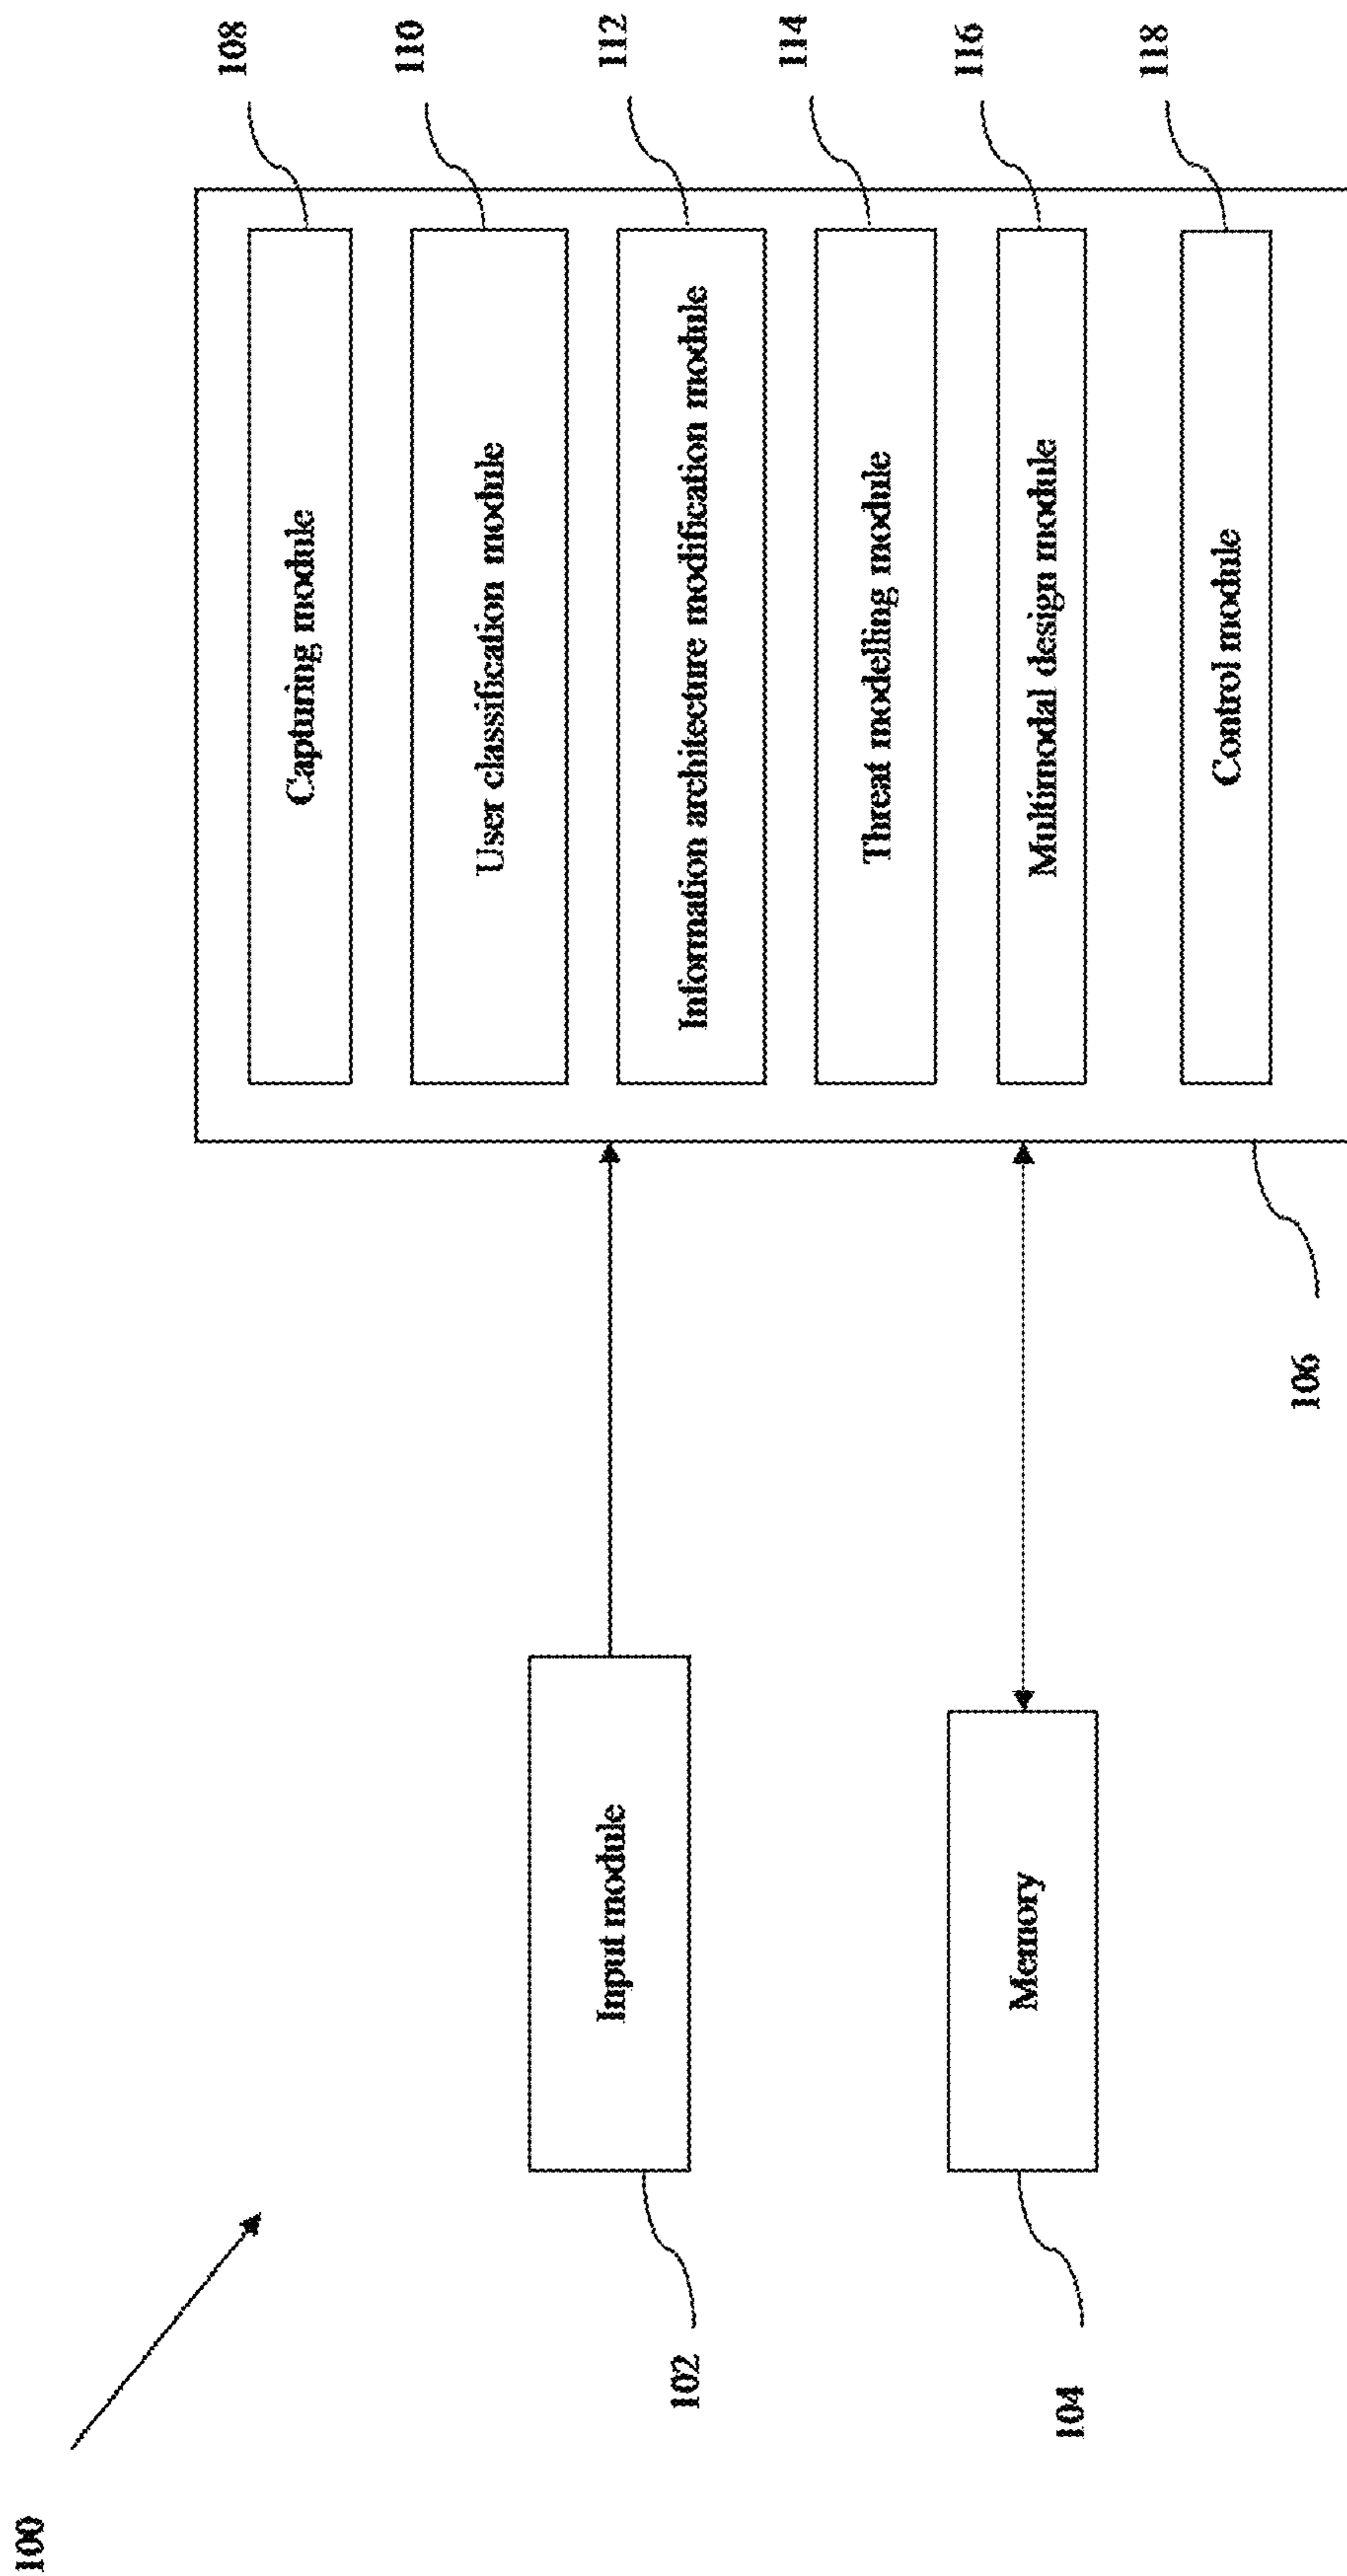 100
102
Input module
104
Memory
106
Capturing module
108
User classification module
110
Information architecture modification module
112
Threat modelling module
114
Multimodal design module
116
Control module
118